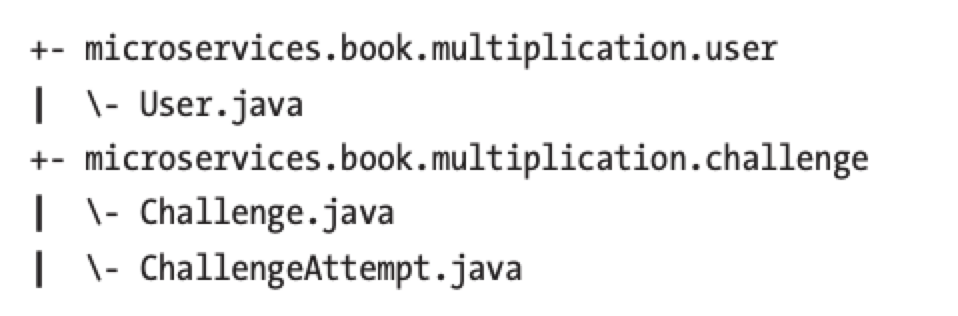 +- microservices.book.multiplication.user
|  \- User.java
+- microservices.book.multiplication.challenge
|  \- Challenge.java
|  \- ChallengeAttempt.java